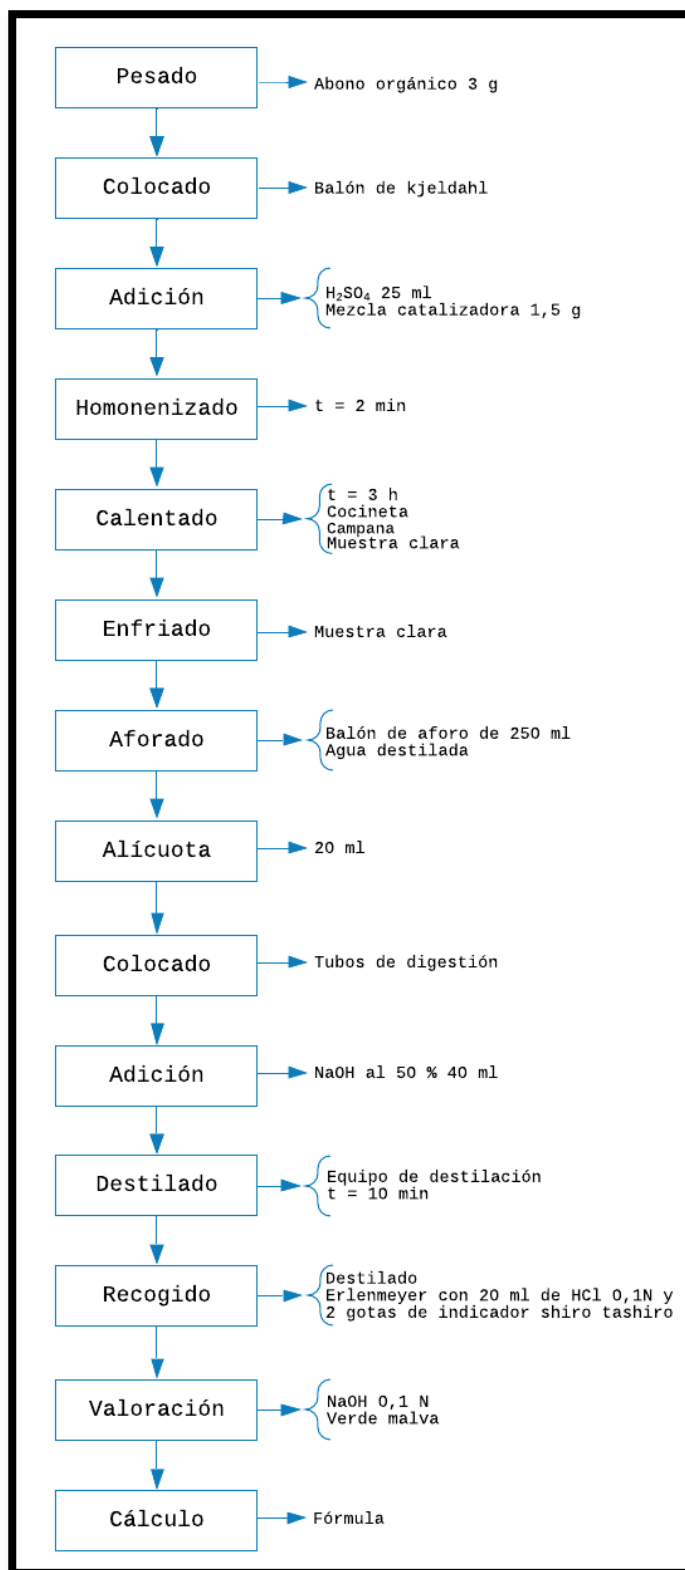 Pesado
Abono orgánico 3 g
Colocado
Balón de kjeldahl
Adición
H₂SO₄ 25 ml
Mezcla catalizadora 1,5 g
Homonenizado
t = 2 min
Calentado
t = 3 h
Cocineta
Campana
Muestra clara
Enfriado
Muestra clara
Aforado
Balón de aforo de 250 ml
Agua destilada
Alícuota
20 ml
Colocado
Tubos de digestión
Adición
NaOH al 50 % 40 ml
Destilado
Equipo de destilación
t = 10 min
Recogido
Destilado
Erlenmeyer con 20 ml de HCl 0,1N y
2 gotas de indicador shiro tashiro
Valoración
NaOH 0,1 N
Verde malva
Cálculo
Fórmula